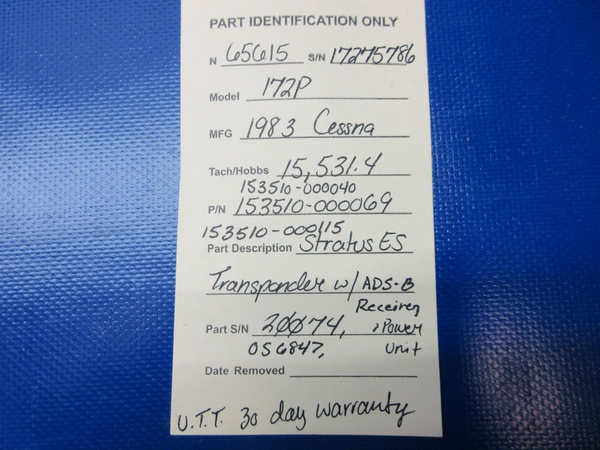 PART IDENTIFICATION ONLY
N 65615 S/N 17275786
Model 172P
MFG 1983 Cessna
Tach/Hobbs 15,531.4
153510-000040
P/N 153510-000069
153510-000115
Part Description Stratus ES
Transponder w/ ADS-B
Receiver,
Part S/N 20074, & Power
056847, Unit
Date Removed
U.T.T. 30 day warranty